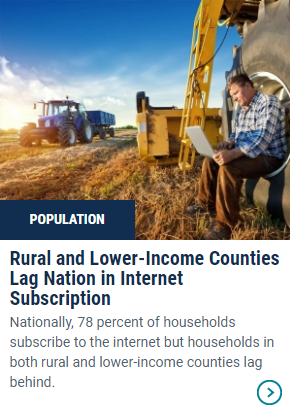 POPULATION
Rural and Lower-Income Counties
Lag Nation in Internet
Subscription
Nationally, 78 percent of households
subscribe to the internet but households in
both rural and lower-income counties lag
behind.